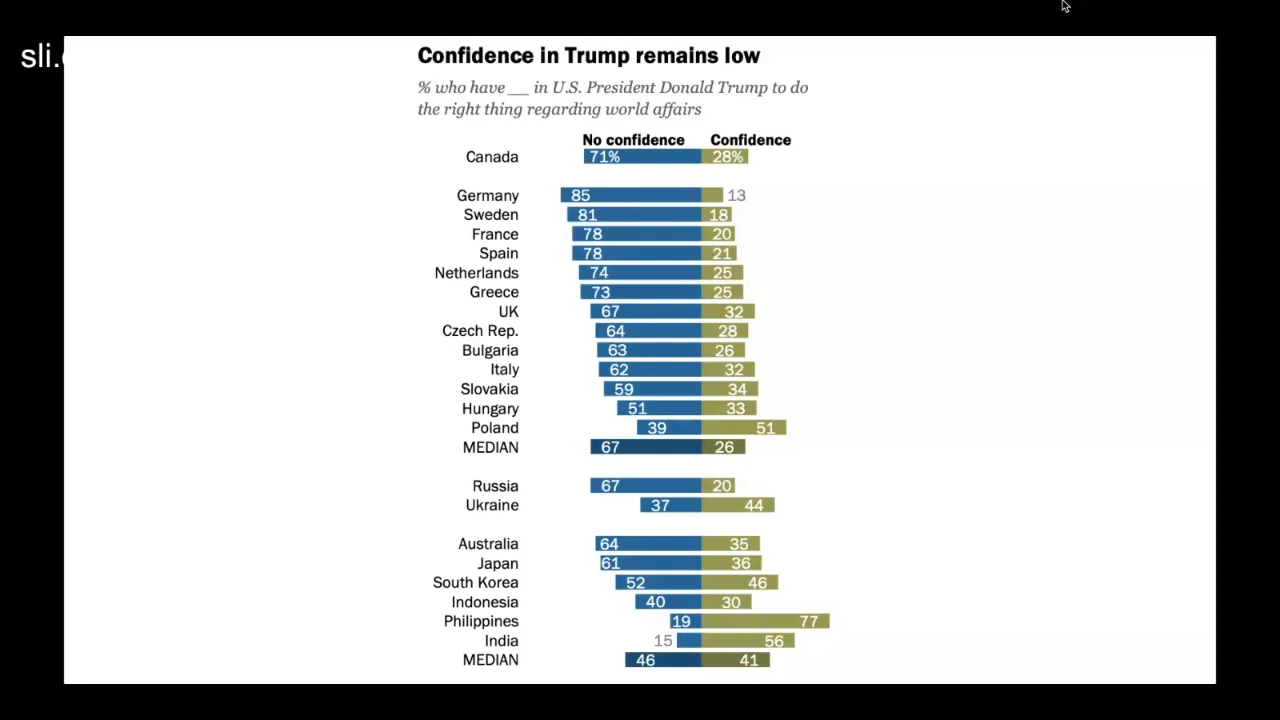 sli.
Confidence in Trump remains low
% who have __ in U.S. President Donald Trump to do
the right thing regarding world affairs
No confidence Confidence
Canada 71% 28%
Germany 85 13
Sweden 81 18
France 78 20
Spain 78 21
Netherlands 74 25
Greece 73 25
UK 67 32
Czech Rep. 64 28
Bulgaria 63 26
Italy 62 32
Slovakia 59 34
Hungary 51 33
Poland 39 51
MEDIAN 67 26
Russia 67 20
Ukraine 37 44
Australia 64 35
Japan 61 36
South Korea 52 46
Indonesia 40 30
Philippines 19 77
India 15 56
MEDIAN 46 41